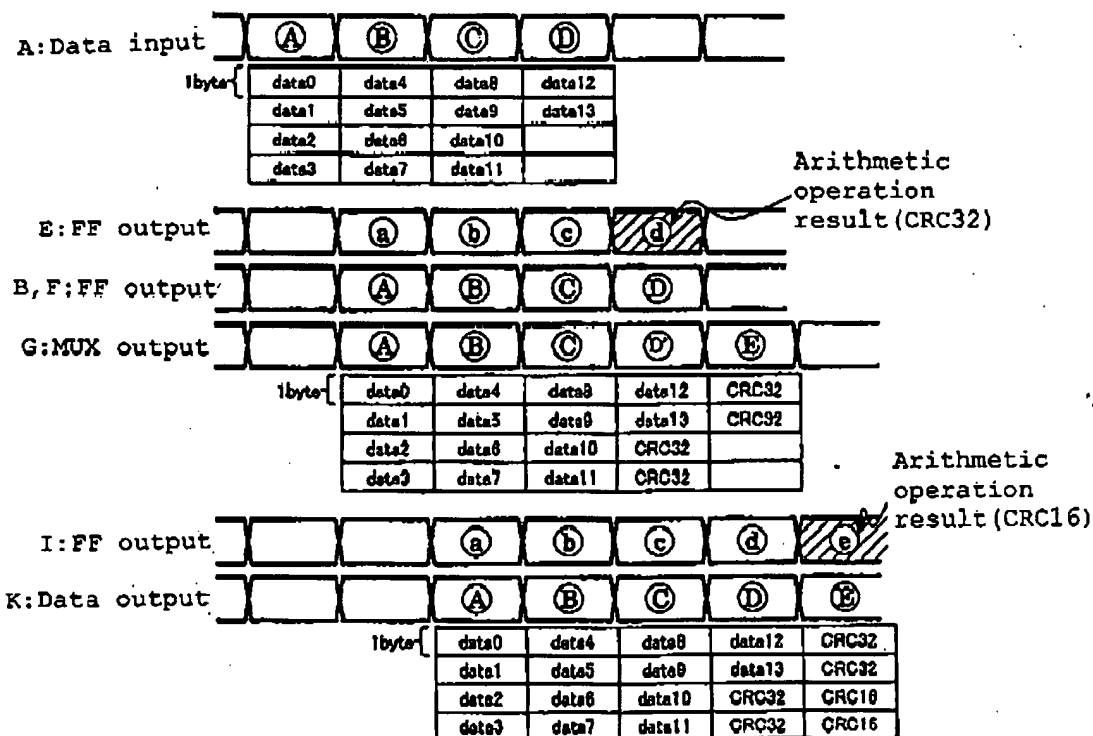 A:Data input Ⓐ Ⓑ Ⓒ Ⓓ
1byte data0 data4 data8 data12
data1 data5 data9 data13
data2 data6 data10
data3 data7 data11
Arithmetic
operation
result(CRC32)
E:FF output ⓐ ⓑ ⓒ ⓓ
B,F:FF output Ⓐ Ⓑ Ⓒ Ⓓ
G:MUX output Ⓐ Ⓑ Ⓒ D' Ⓔ
1byte data0 data4 data8 data12 CRC32
data1 data5 data9 data13 CRC32
data2 data6 data10 CRC32
data3 data7 data11 CRC32
Arithmetic
operation
result(CRC16)
I:FF output ⓐ ⓑ ⓒ ⓓ ⓔ
K:Data output Ⓐ Ⓑ Ⓒ Ⓓ Ⓔ
1byte data0 data4 data8 data12 CRC32
data1 data5 data9 data13 CRC32
data2 data6 data10 CRC32 CRC16
data3 data7 data11 CRC32 CRC16